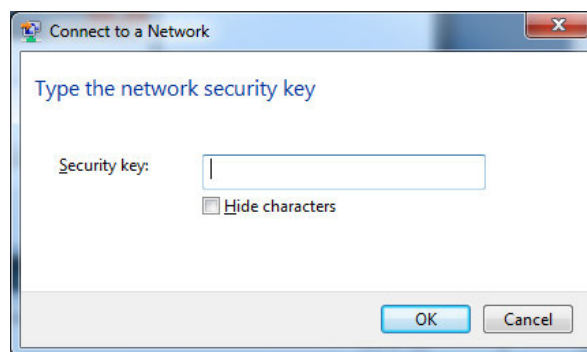 Connect to a Network
Type the network security key
Security key:
Hide characters
OK Cancel